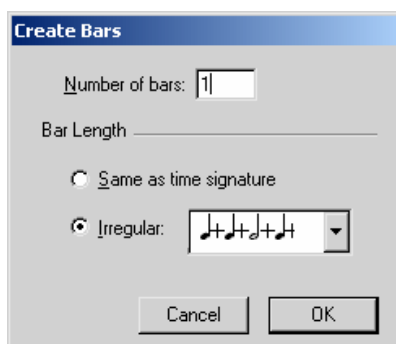 Create Bars
Number of bars: 1
Bar Length
Same as time signature
Irregular: ♩+♩+𝅗𝅥+♩+
Cancel OK